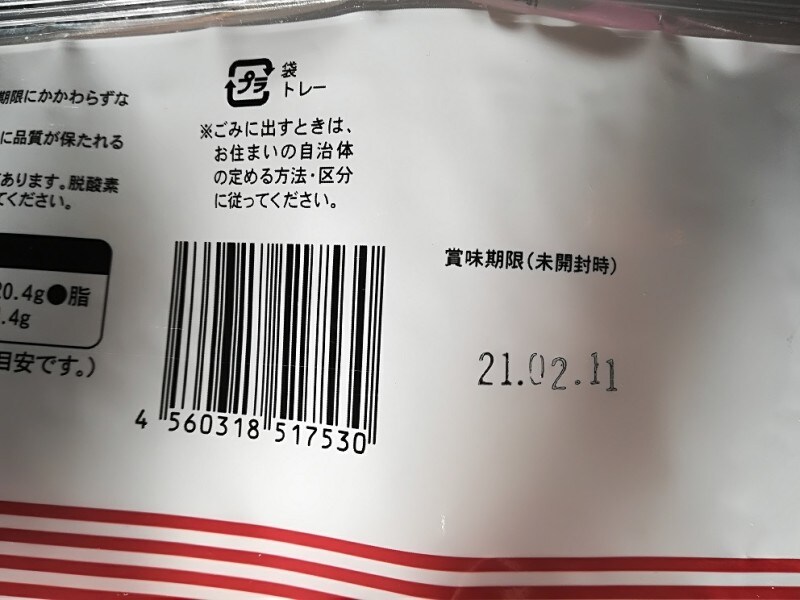 期限にかかわらずな
に品質が保たれる
あります。脱酸素
てください。
20.4g●脂
.4g
目安です。)
プラ
袋
トレー
※ごみに出すときは、
お住まいの自治体
の定める方法・区分
に従ってください。
4 560318 517530
賞味期限(未開封時)
21.02.11